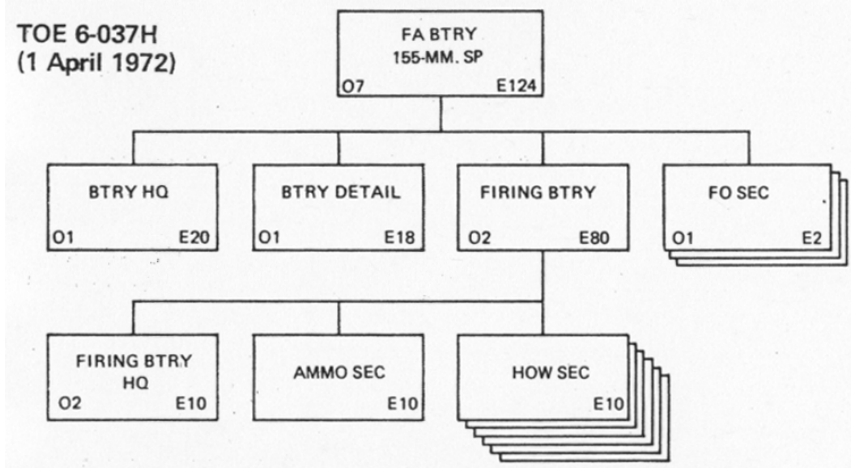 TOE 6-037H
(1 April 1972)
FA BTRY
155-MM. SP
O7 E124
BTRY HQ
O1 E20
BTRY DETAIL
O1 E18
FIRING BTRY
O2 E80
FO SEC
O1 E2
FIRING BTRY
HQ
O2 E10
AMMO SEC
E10
HOW SEC
E10